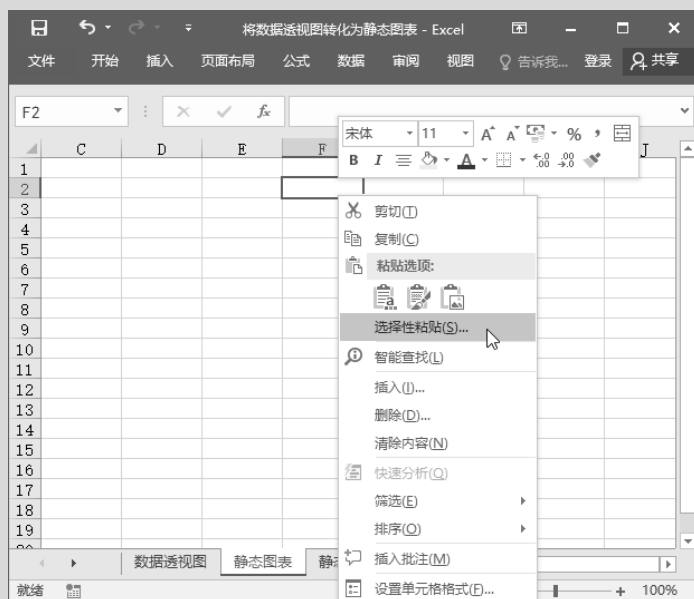 将数据透视图转化为静态图表 - Excel
文件 开始 插入 页面布局 公式 数据 审阅 视图 告诉我... 登录 共享
F2 fx
宋体 11 A A % ,
B I A .00 .00
C D E F J
1
2
3
4
5
6
7
8
9
10
11
12
13
14
15
16
17
18
19
剪切(T)
复制(C)
粘贴选项:
选择性粘贴(S)...
智能查找(L)
插入(I)...
删除(D)...
清除内容(N)
快速分析(Q)
筛选(E)
排序(O)
插入批注(M)
设置单元格格式(F)...
数据透视图 静态图表
就绪 100%